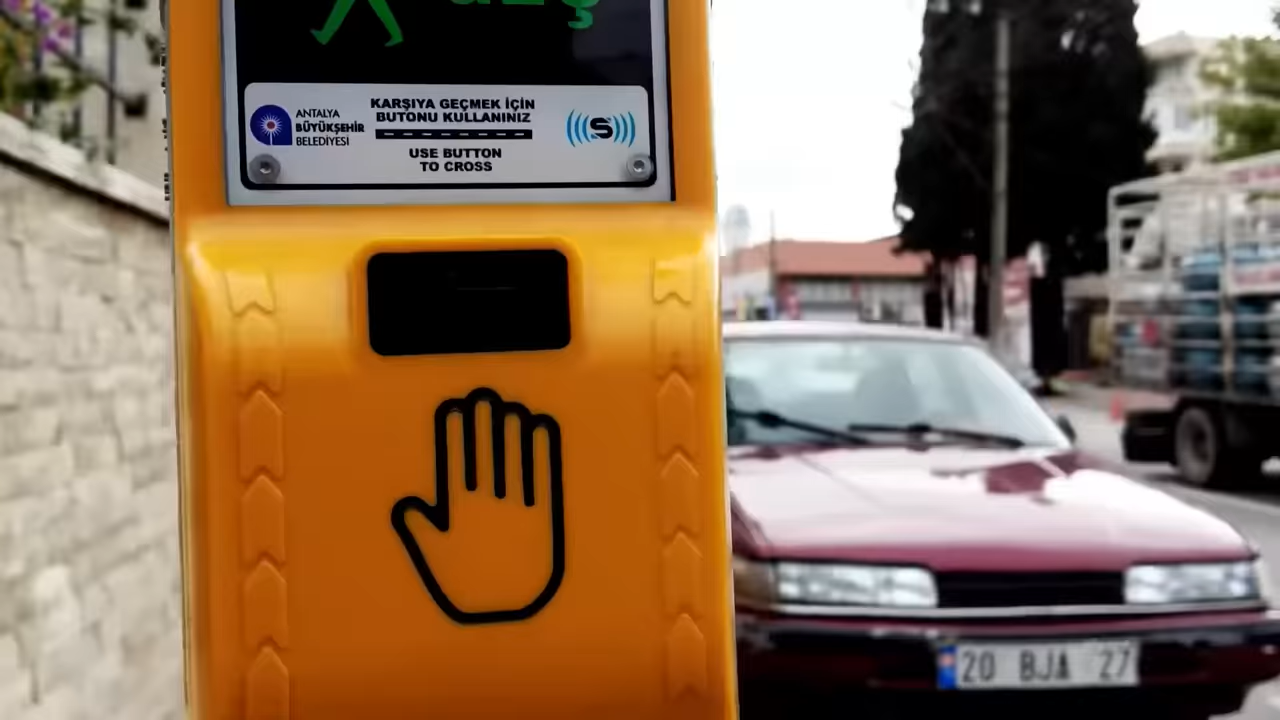 ANTALYA
BÜYÜKŞEHİR
BELEDİYESİ
KARŞIYA GEÇMEK İÇİN
BUTONU KULLANINIZ
USE BUTTON
TO CROSS
S
20 BJA 27